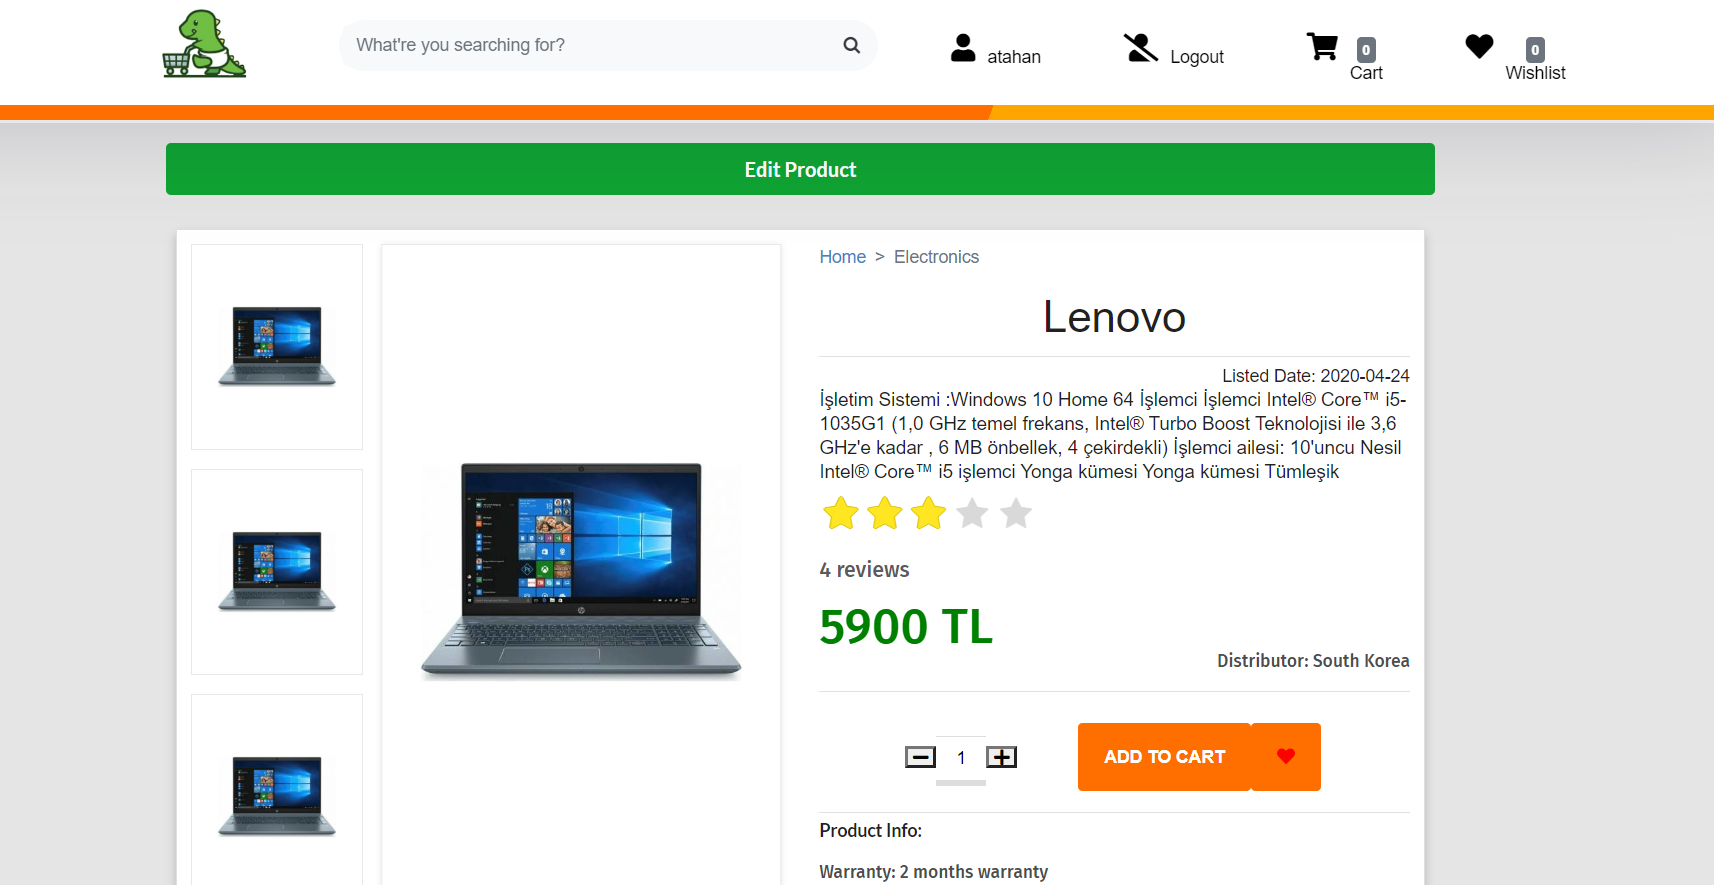 What're you searching for?
atahan
Logout
0
Cart
0
Wishlist
Edit Product
Home > Electronics
Lenovo
Listed Date: 2020-04-24
İşletim Sistemi :Windows 10 Home 64 İşlemci İşlemci Intel® Core™ i5-
1035G1 (1,0 GHz temel frekans, Intel® Turbo Boost Teknolojisi ile 3,6
GHz'e kadar , 6 MB önbellek, 4 çekirdekli) İşlemci ailesi: 10'uncu Nesil
Intel® Core™ i5 işlemci Yonga kümesi Yonga kümesi Tümleşik
4 reviews
5900 TL
Distributor: South Korea
1
ADD TO CART
Product Info:
Warranty: 2 months warranty